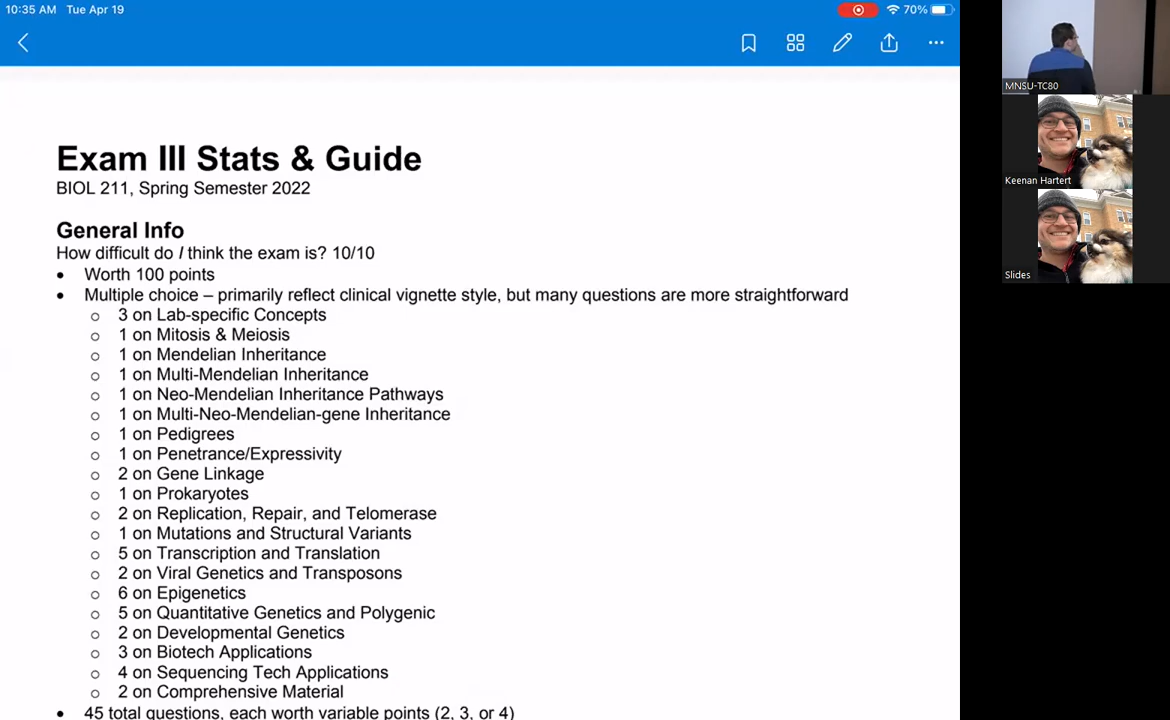 10:35 AM Tue Apr 19
70%
Exam III Stats & Guide
BIOL 211, Spring Semester 2022
General Info
How difficult do I think the exam is? 10/10
• Worth 100 points
• Multiple choice – primarily reflect clinical vignette style, but many questions are more straightforward
○ 3 on Lab-specific Concepts
○ 1 on Mitosis & Meiosis
○ 1 on Mendelian Inheritance
○ 1 on Multi-Mendelian Inheritance
○ 1 on Neo-Mendelian Inheritance Pathways
○ 1 on Multi-Neo-Mendelian-gene Inheritance
○ 1 on Pedigrees
○ 1 on Penetrance/Expressivity
○ 2 on Gene Linkage
○ 1 on Prokaryotes
○ 2 on Replication, Repair, and Telomerase
○ 1 on Mutations and Structural Variants
○ 5 on Transcription and Translation
○ 2 on Viral Genetics and Transposons
○ 6 on Epigenetics
○ 5 on Quantitative Genetics and Polygenic
○ 2 on Developmental Genetics
○ 3 on Biotech Applications
○ 4 on Sequencing Tech Applications
○ 2 on Comprehensive Material
• 45 total questions, each worth variable points (2, 3, or 4)
MNSU-TC80
Keenan Hartert
Slides